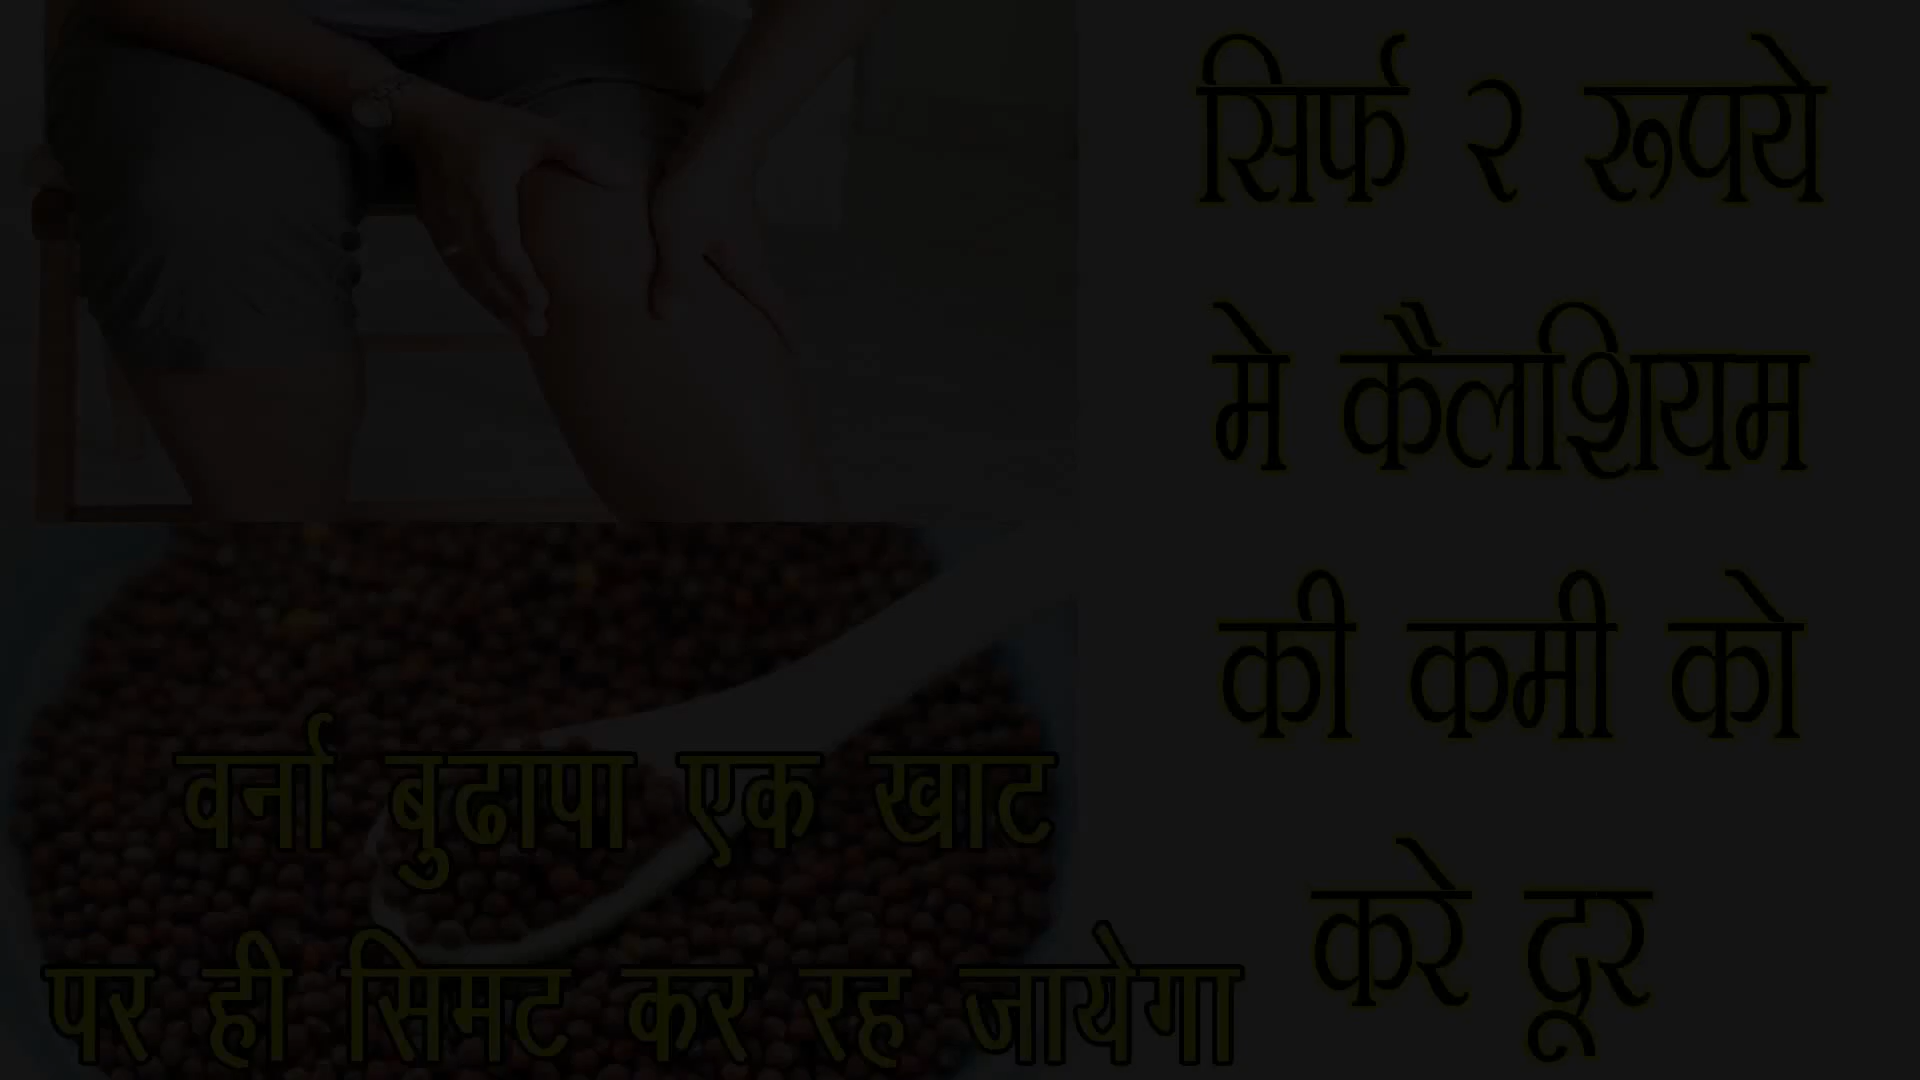 सिर्फ २ रूपये
मे कैलशियम
की कमी को
करे दूर
वर्ना बुढापा एक खाट
पर ही सिमट कर रह जायेगा